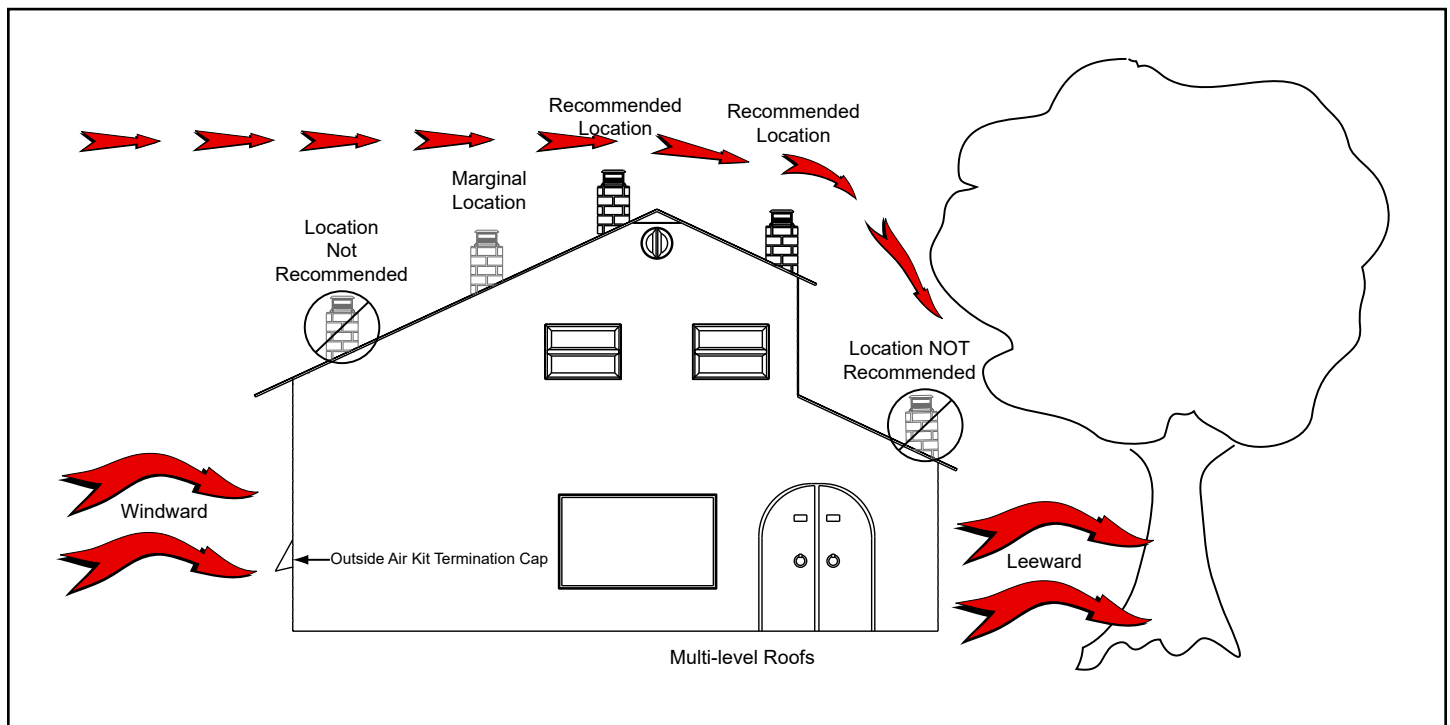 Recommended
Location
Recommended
Location
Marginal
Location
Location
Not
Recommended
Location NOT
Recommended
Windward
Outside Air Kit Termination Cap
Leeward
Multi-level Roofs